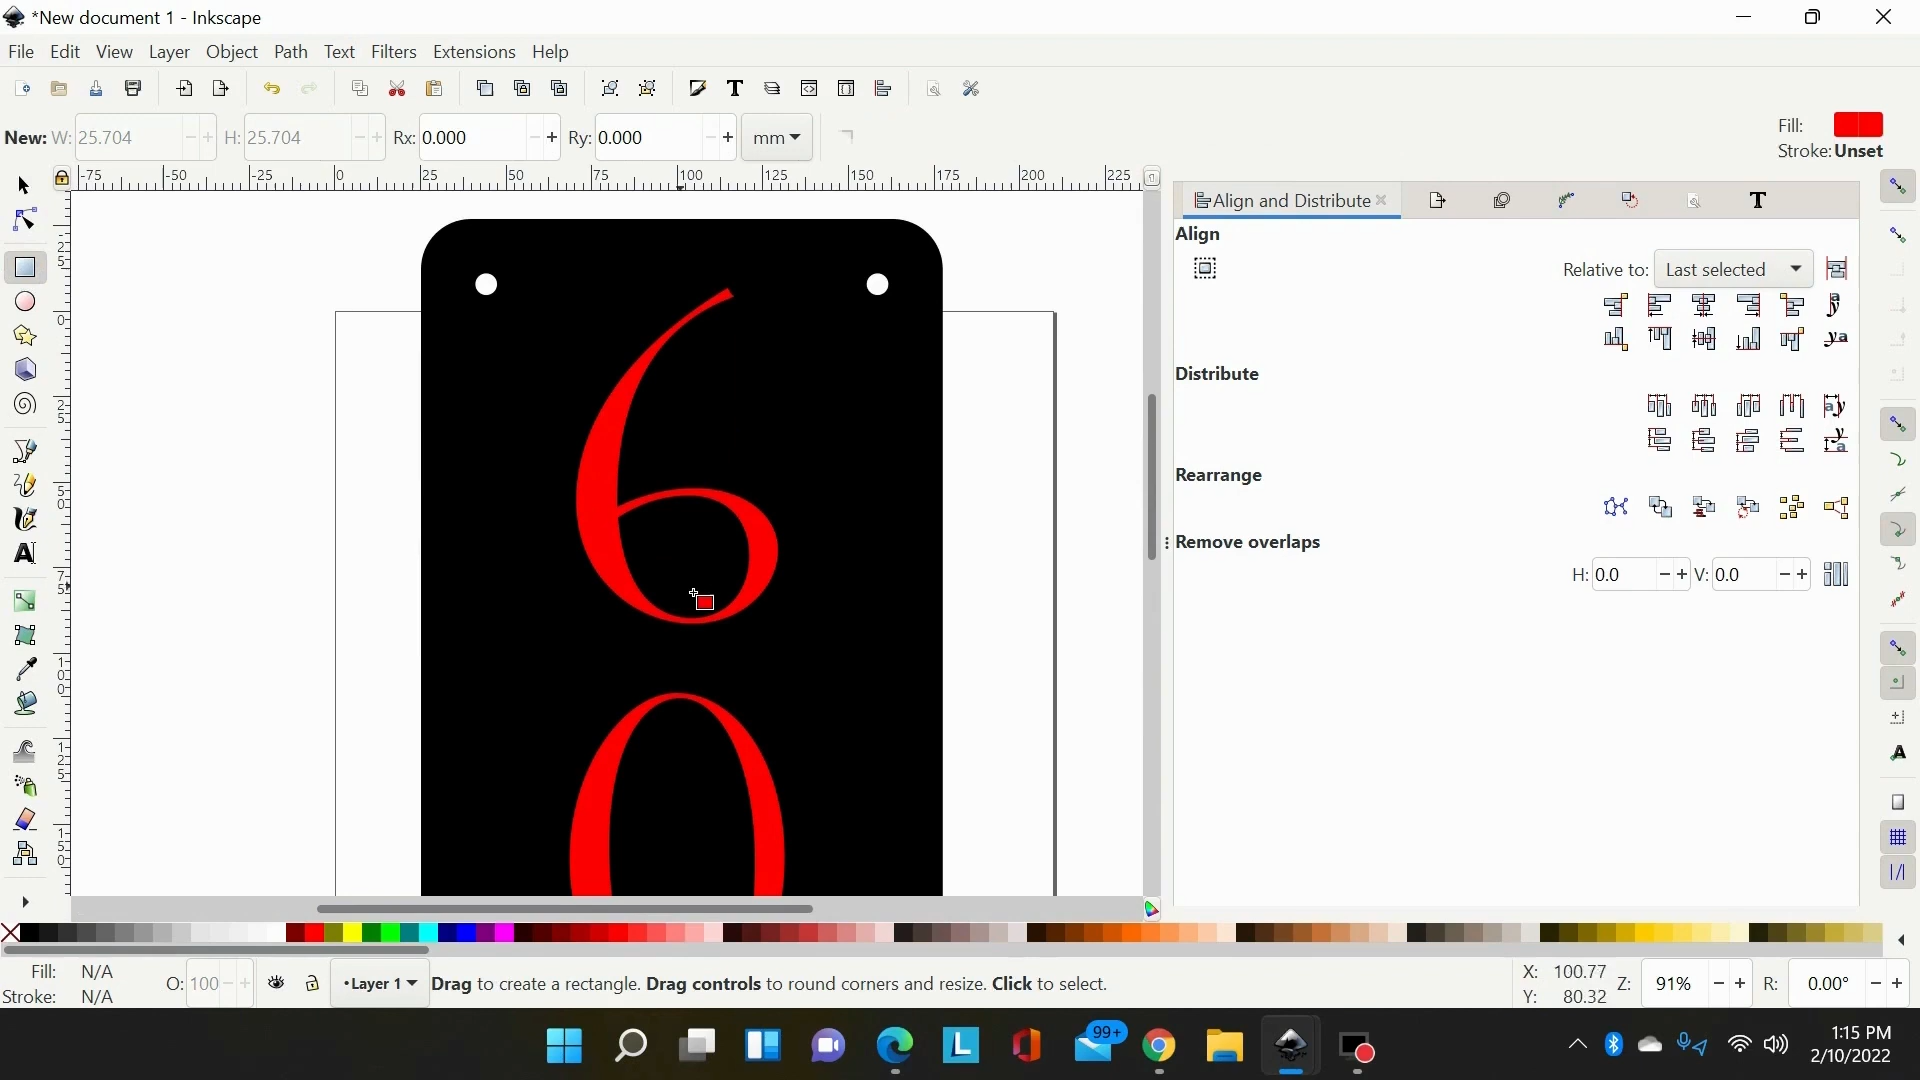 *New document 1 - Inkscape
File Edit View Layer Object Path Text Filters Extensions Help
New: W: 25.704 H: 25.704 Rx: 0.000 Ry: 0.000 mm
Fill:
Stroke: Unset
-75 -50 -25 0 25 50 75 100 125 150 175 200 225
Align and Distribute
Align
Relative to: Last selected
Distribute
Rearrange
Remove overlaps
H: 0.0 V: 0.0
6
0
Fill: N/A
Stroke: N/A
O: 100
•Layer 1
Drag to create a rectangle. Drag controls to round corners and resize. Click to select.
X: 100.77
Y: 80.32
Z: 91%
R: 0.00°
99+
1:15 PM
2/10/2022